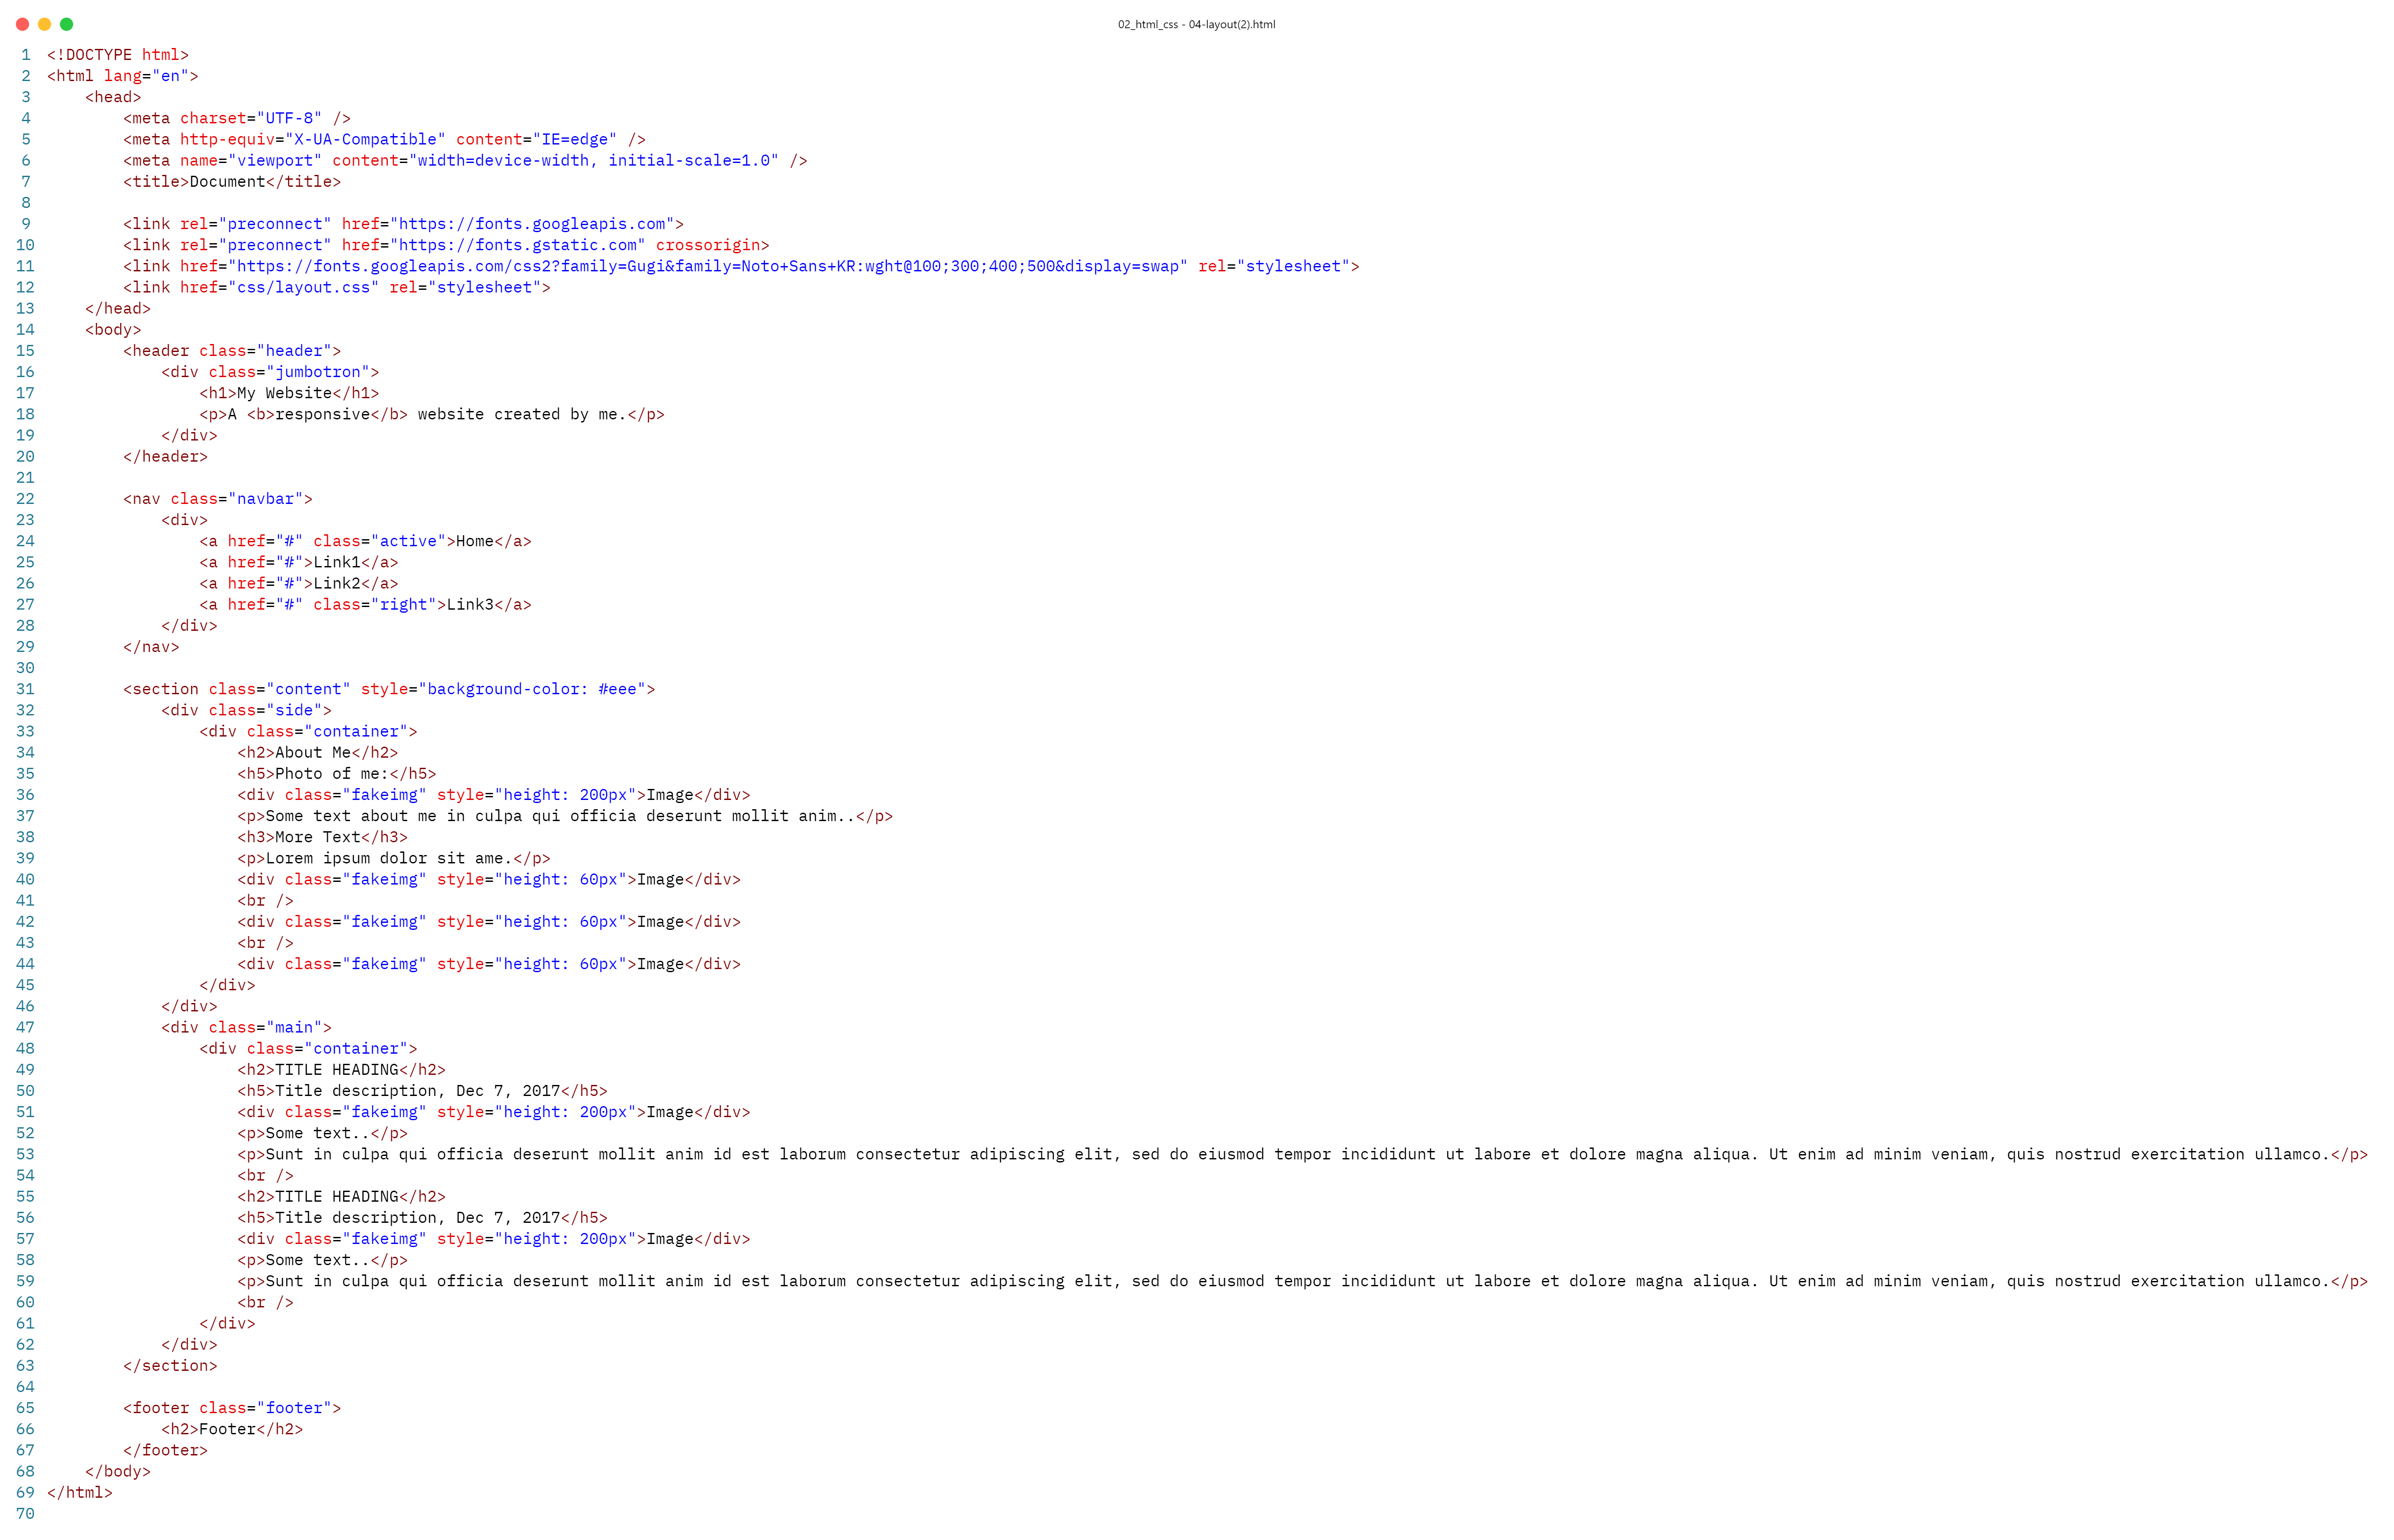 02_html_css - 04-layout(2).html
1 <!DOCTYPE html>
2 <html lang="en">
3     <head>
4         <meta charset="UTF-8" />
5         <meta http-equiv="X-UA-Compatible" content="IE=edge" />
6         <meta name="viewport" content="width=device-width, initial-scale=1.0" />
7         <title>Document</title>
8
9         <link rel="preconnect" href="https://fonts.googleapis.com">
10         <link rel="preconnect" href="https://fonts.gstatic.com" crossorigin>
11         <link href="https://fonts.googleapis.com/css2?family=Gugi&family=Noto+Sans+KR:wght@100;300;400;500&display=swap" rel="stylesheet">
12         <link href="css/layout.css" rel="stylesheet">
13     </head>
14     <body>
15         <header class="header">
16             <div class="jumbotron">
17                 <h1>My Website</h1>
18                 <p>A <b>responsive</b> website created by me.</p>
19             </div>
20         </header>
21
22         <nav class="navbar">
23             <div>
24                 <a href="#" class="active">Home</a>
25                 <a href="#">Link1</a>
26                 <a href="#">Link2</a>
27                 <a href="#" class="right">Link3</a>
28             </div>
29         </nav>
30
31         <section class="content" style="background-color: #eee">
32             <div class="side">
33                 <div class="container">
34                     <h2>About Me</h2>
35                     <h5>Photo of me:</h5>
36                     <div class="fakeimg" style="height: 200px">Image</div>
37                     <p>Some text about me in culpa qui officia deserunt mollit anim..</p>
38                     <h3>More Text</h3>
39                     <p>Lorem ipsum dolor sit ame.</p>
40                     <div class="fakeimg" style="height: 60px">Image</div>
41                     <br />
42                     <div class="fakeimg" style="height: 60px">Image</div>
43                     <br />
44                     <div class="fakeimg" style="height: 60px">Image</div>
45                 </div>
46             </div>
47             <div class="main">
48                 <div class="container">
49                     <h2>TITLE HEADING</h2>
50                     <h5>Title description, Dec 7, 2017</h5>
51                     <div class="fakeimg" style="height: 200px">Image</div>
52                     <p>Some text..</p>
53                     <p>Sunt in culpa qui officia deserunt mollit anim id est laborum consectetur adipiscing elit, sed do eiusmod tempor incididunt ut labore et dolore magna aliqua. Ut enim ad minim veniam, quis nostrud exercitation ullamco.</p>
54                     <br />
55                     <h2>TITLE HEADING</h2>
56                     <h5>Title description, Dec 7, 2017</h5>
57                     <div class="fakeimg" style="height: 200px">Image</div>
58                     <p>Some text..</p>
59                     <p>Sunt in culpa qui officia deserunt mollit anim id est laborum consectetur adipiscing elit, sed do eiusmod tempor incididunt ut labore et dolore magna aliqua. Ut enim ad minim veniam, quis nostrud exercitation ullamco.</p>
60                     <br />
61                 </div>
62             </div>
63         </section>
64
65         <footer class="footer">
66             <h2>Footer</h2>
67         </footer>
68     </body>
69 </html>
70